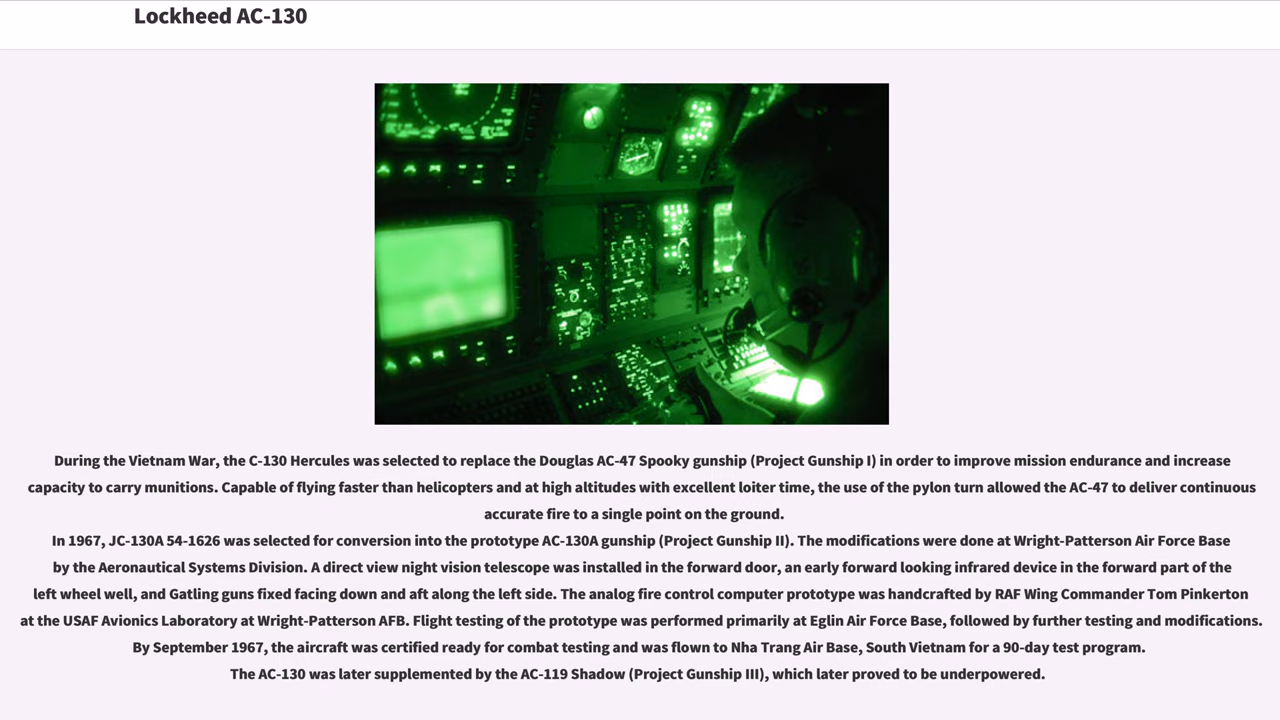 Lockheed AC-130
During the Vietnam War, the C-130 Hercules was selected to replace the Douglas AC-47 Spooky gunship (Project Gunship I) in order to improve mission endurance and increase
capacity to carry munitions. Capable of flying faster than helicopters and at high altitudes with excellent loiter time, the use of the pylon turn allowed the AC-47 to deliver continuous
accurate fire to a single point on the ground.
In 1967, JC-130A 54-1626 was selected for conversion into the prototype AC-130A gunship (Project Gunship II). The modifications were done at Wright-Patterson Air Force Base
by the Aeronautical Systems Division. A direct view night vision telescope was installed in the forward door, an early forward looking infrared device in the forward part of the
left wheel well, and Gatling guns fixed facing down and aft along the left side. The analog fire control computer prototype was handcrafted by RAF Wing Commander Tom Pinkerton
at the USAF Avionics Laboratory at Wright-Patterson AFB. Flight testing of the prototype was performed primarily at Eglin Air Force Base, followed by further testing and modifications.
By September 1967, the aircraft was certified ready for combat testing and was flown to Nha Trang Air Base, South Vietnam for a 90-day test program.
The AC-130 was later supplemented by the AC-119 Shadow (Project Gunship III), which later proved to be underpowered.